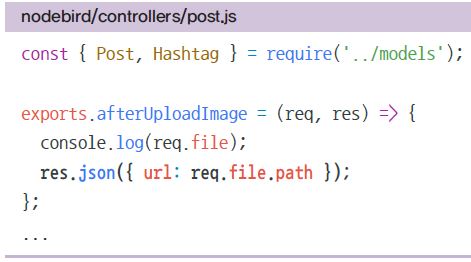 nodebird/controllers/post.js
const { Post, Hashtag } = require('../models');
exports.afterUploadImage = (req, res) => {
  console.log(req.file);
  res.json({ url: req.file.path });
};
...